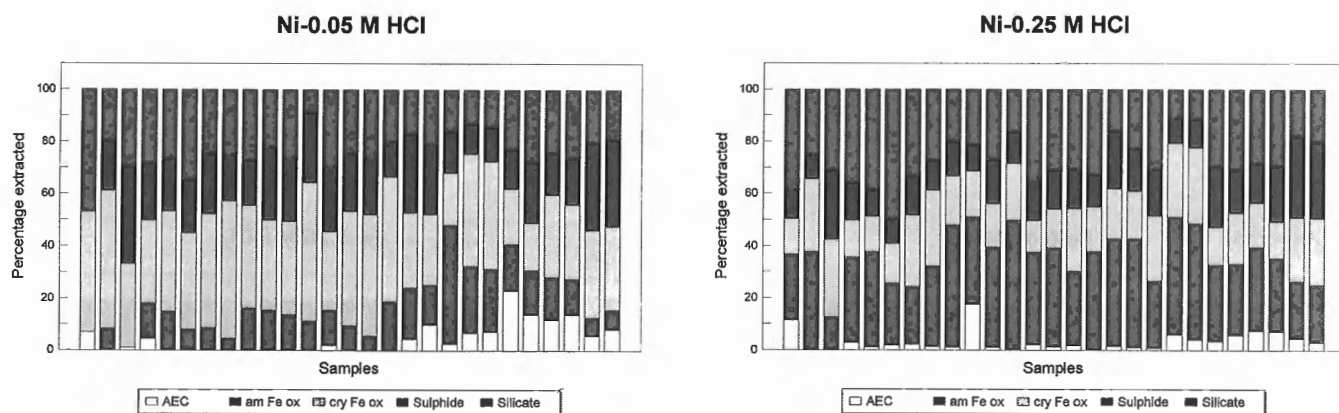 Ni-0.05 M HCl
Percentage extracted
100
80
60
40
20
0
Samples
AEC am Fe ox cry Fe ox Sulphide Silicate
Ni-0.25 M HCl
Percentage extracted
100
80
60
40
20
0
Samples
AEC am Fe ox cry Fe ox Sulphide Silicate